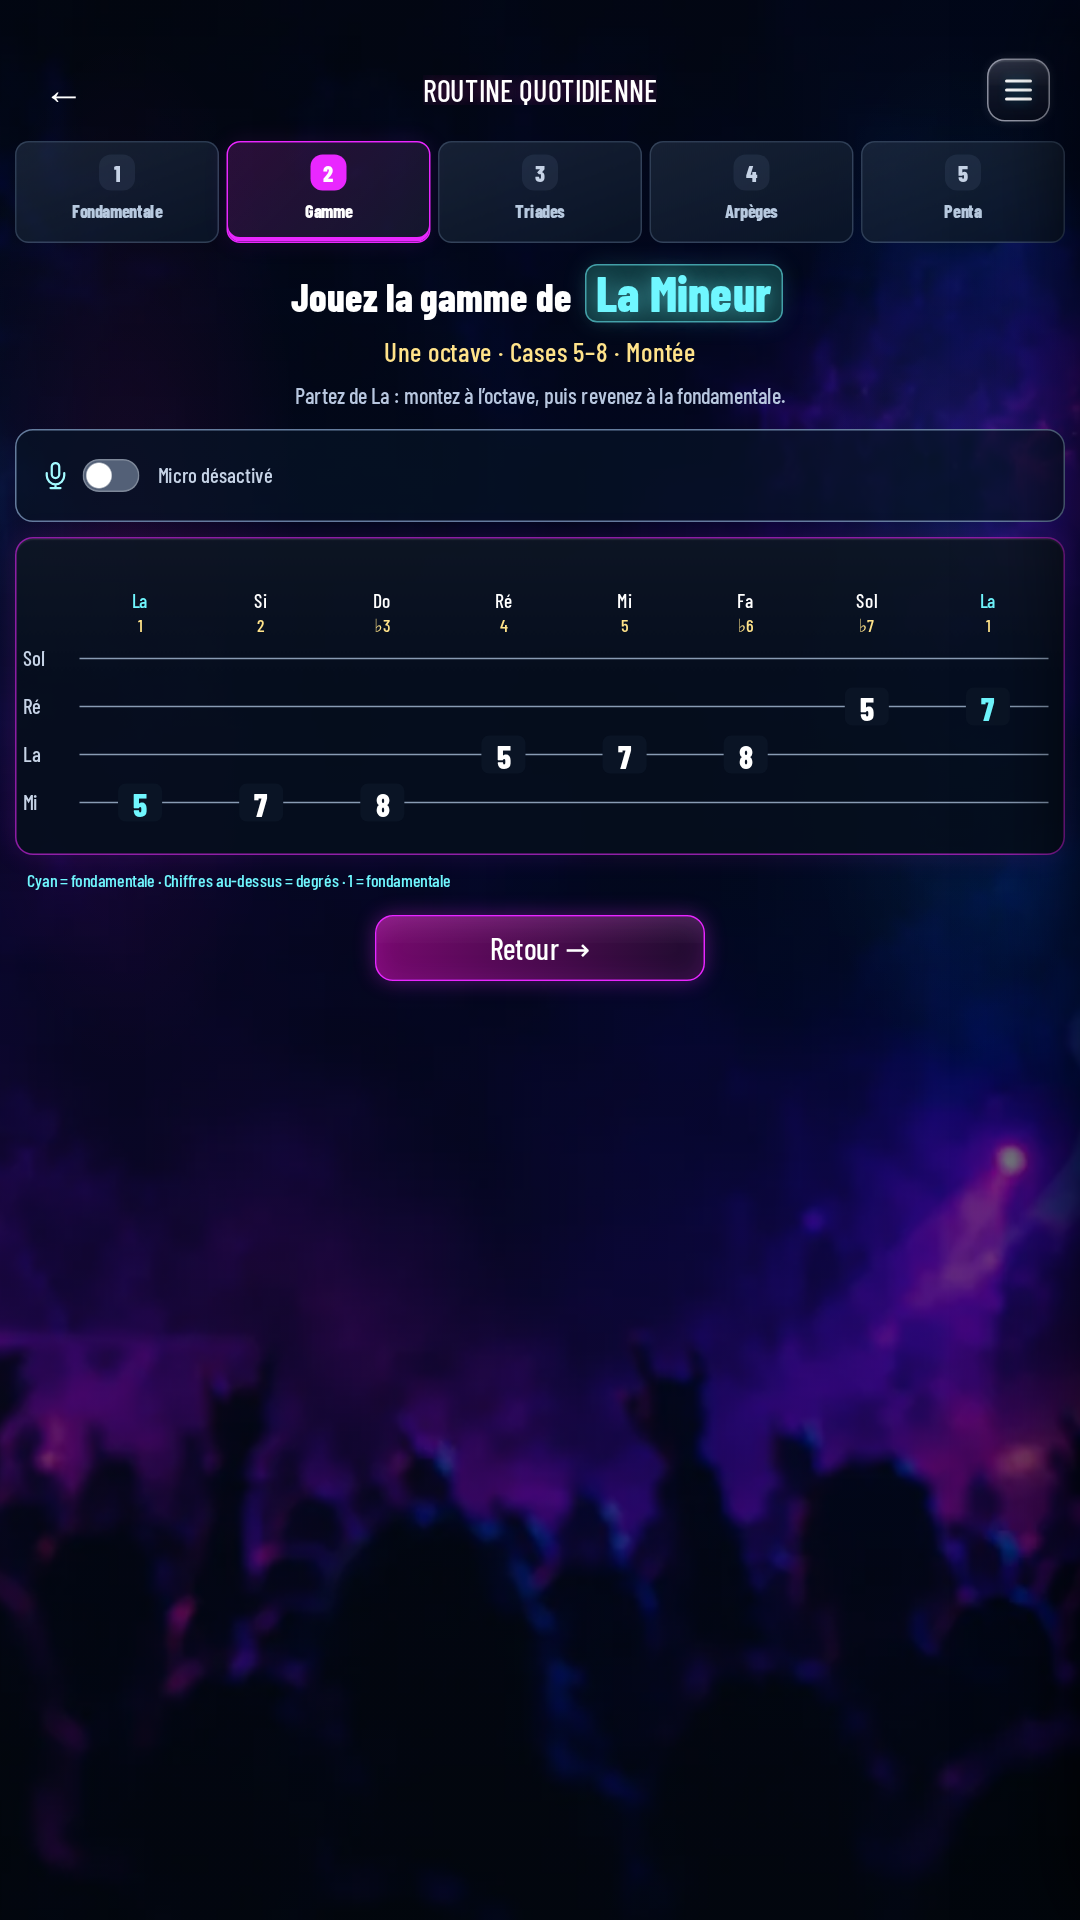 ←
ROUTINE QUOTIDIENNE
1 2 3 4 5
Fondamentale Gamme Triades Arpèges Penta
Jouez la gamme de La Mineur
Une octave · Cases 5–8 · Montée
Partez de La : montez à l’octave, puis revenez à la fondamentale.
Micro désactivé
La Si Do Ré Mi Fa Sol La
1 2 ♭3 4 5 ♭6 ♭7 1
Sol
Ré 5 7
La 5 7 8
Mi 5 7 8
Cyan = fondamentale · Chiffres au-dessus = degrés · 1 = fondamentale
Retour →